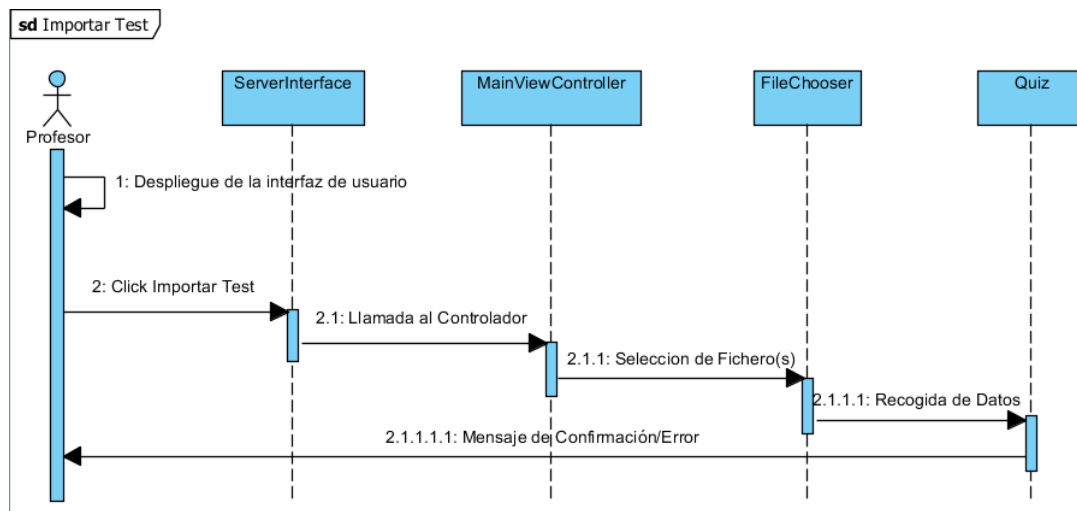 sd Importar Test
ServerInterface
MainViewController
FileChooser
Quiz
Profesor
1: Despliegue de la interfaz de usuario
2: Click Importar Test
2.1: Llamada al Controlador
2.1.1: Seleccion de Fichero(s)
2.1.1.1: Recogida de Datos
2.1.1.1.1: Mensaje de Confirmación/Error